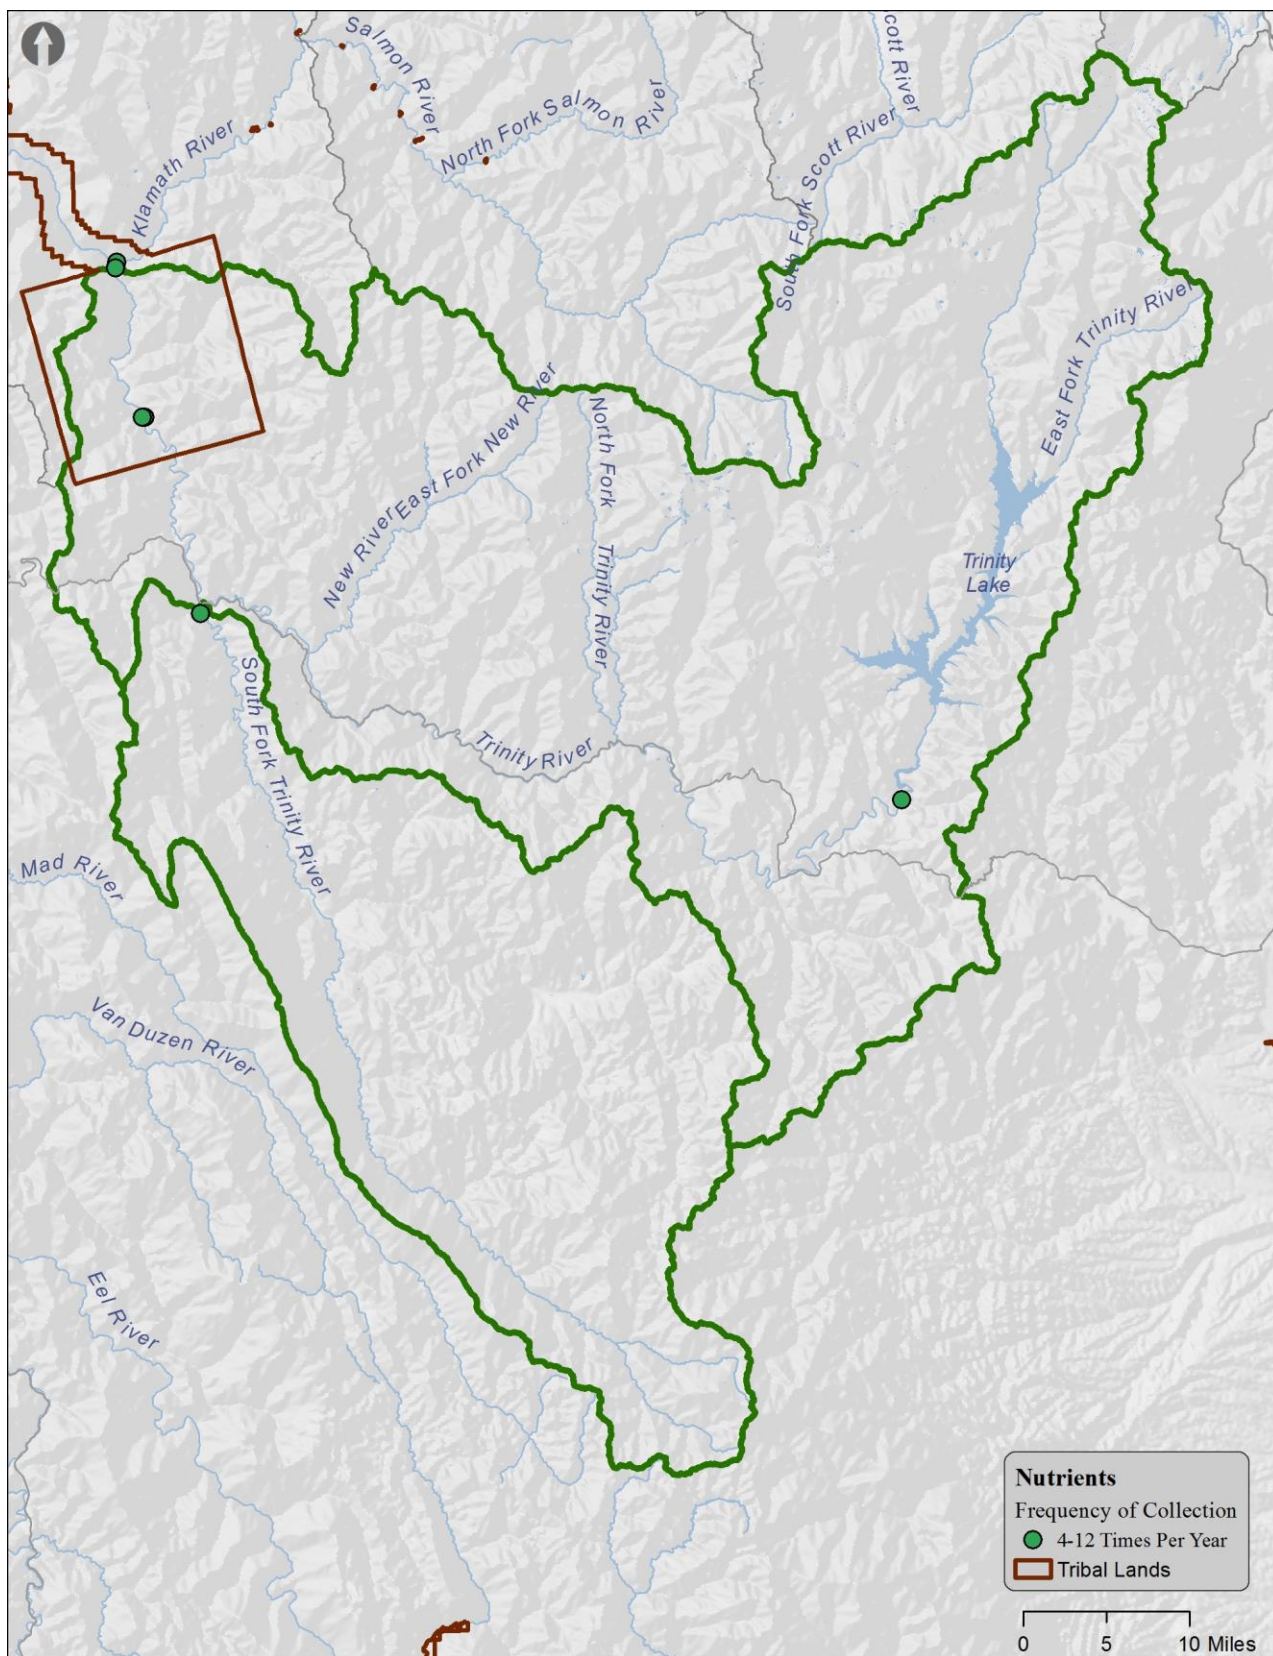 Salmon River
cott River
Klamath River
North Fork Salmon River
South Fork Scott River
East Fork Trinity River
East Fork New River
North Fork Trinity River
New River
Trinity
Lake
South Fork Trinity River
Trinity River
Mad River
Van Duzen River
Eel River
Nutrients
Frequency of Collection
4-12 Times Per Year
Tribal Lands
0 5 10 Miles